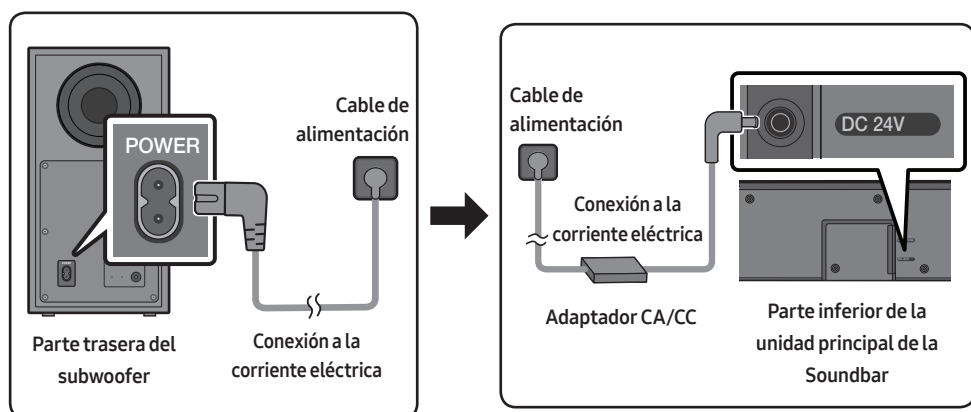 POWER
Cable de
alimentación
Parte trasera del
subwoofer
Conexión a la
corriente eléctrica
Cable de
alimentación
DC 24V
Conexión a la
corriente eléctrica
Adaptador CA/CC
Parte inferior de la
unidad principal de la
Soundbar